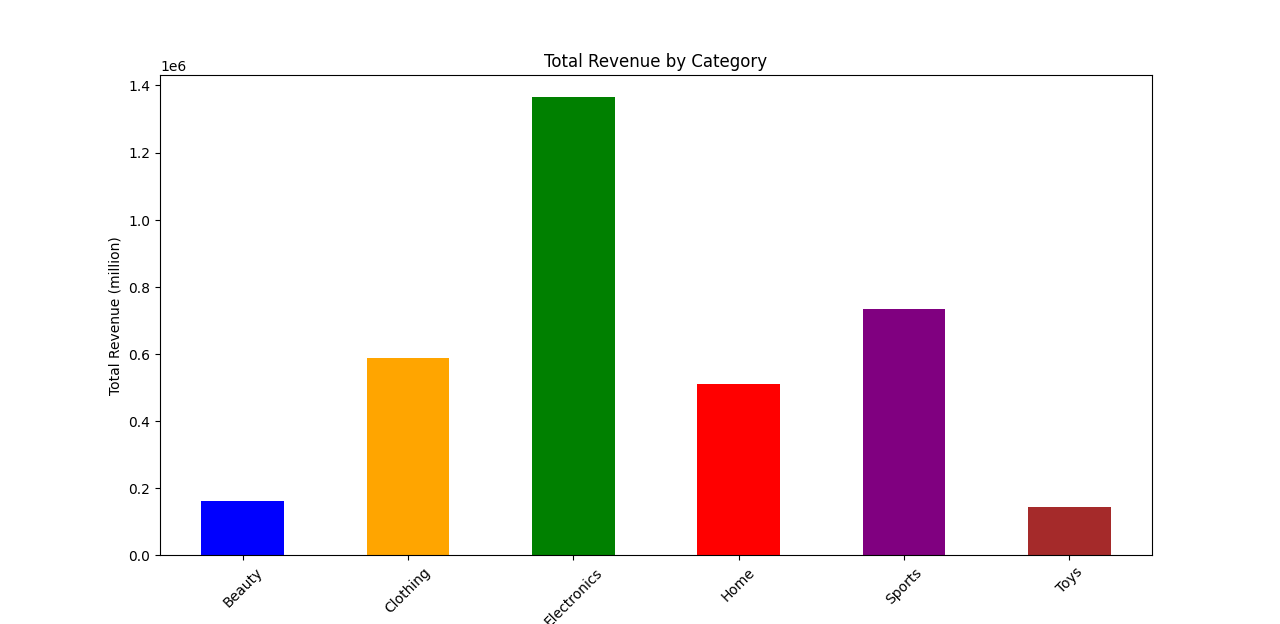 Total Revenue by Category
1e6
Total Revenue (million)
1.4
1.2
1.0
0.8
0.6
0.4
0.2
0.0
Beauty
Clothing
Electronics
Home
Sports
Toys